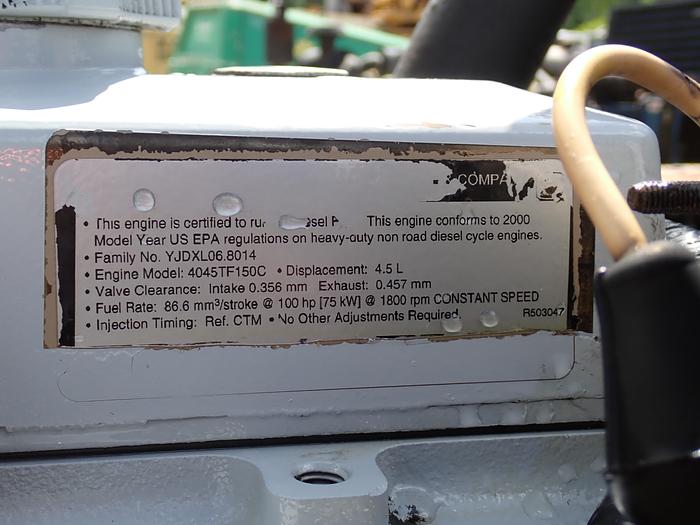 COMPA
• This engine is certified to ru sel This engine conforms to 2000
Model Year US EPA regulations on heavy-duty non road diesel cycle engines.
• Family No. YJDXL06.8014
• Engine Model: 4045TF150C • Displacement: 4.5 L
• Valve Clearance: Intake 0.356 mm Exhaust: 0.457 mm
• Fuel Rate: 86.6 mm³/stroke @ 100 hp [75 kW] @ 1800 rpm CONSTANT SPEED
• Injection Timing: Ref. CTM • No Other Adjustments Required.
R503047